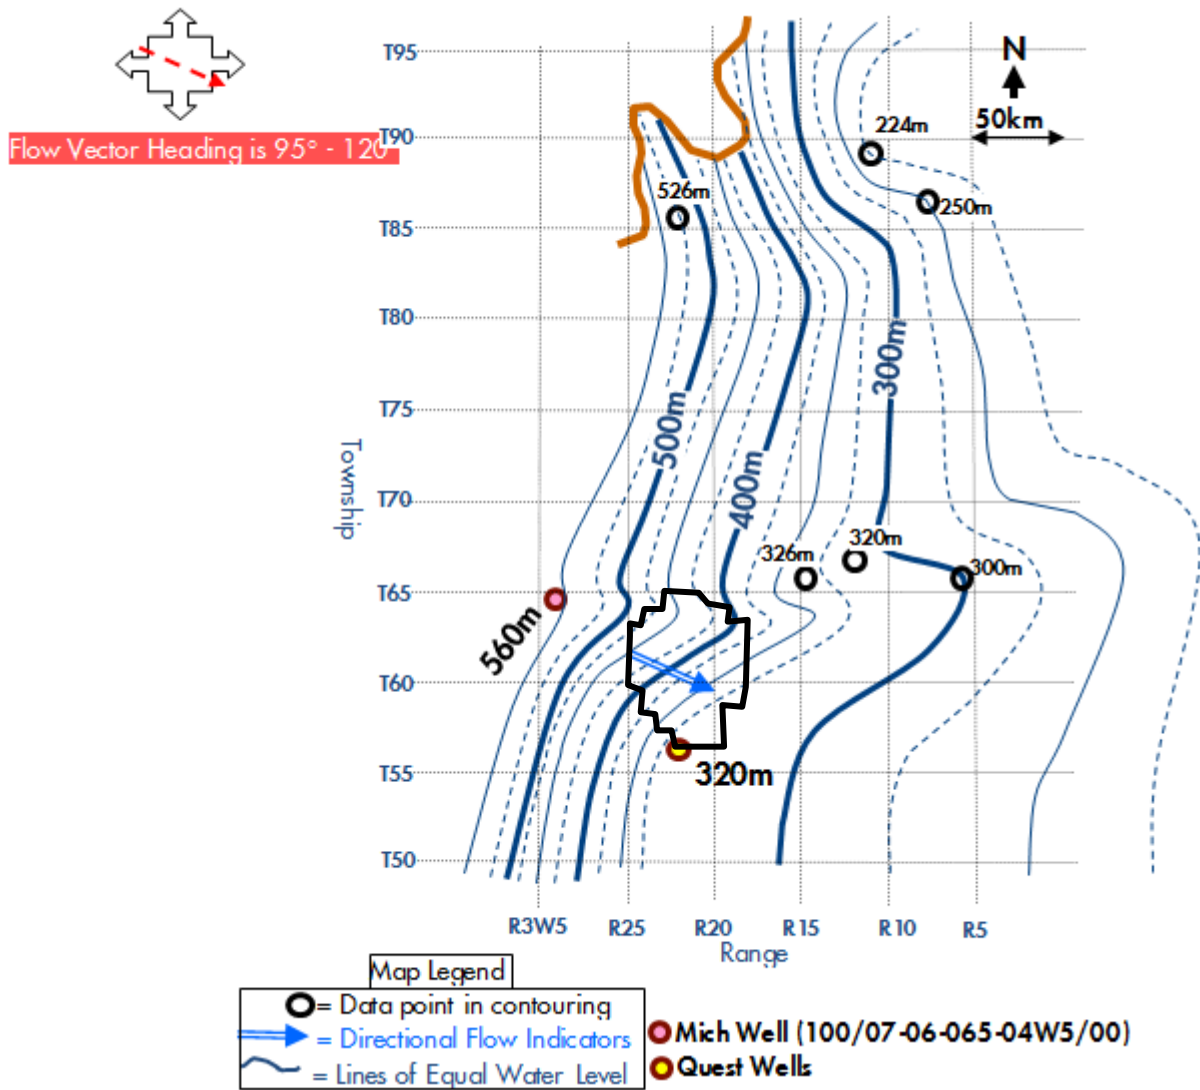 T95
N
50km
Flow Vector Heading is 95° - 120°
T90
224m
526m
250m
T85
T80
300m
T75
500m
400m
Township
T70
320m
326m
300m
T65
560m
T60
T55
320m
T50
R3W5
R25
R20
R15
R10
R5
Range
Map Legend
= Data point in contouring
= Directional Flow Indicators
= Lines of Equal Water Level
Mich Well (100/07-06-065-04W5/00)
Quest Wells